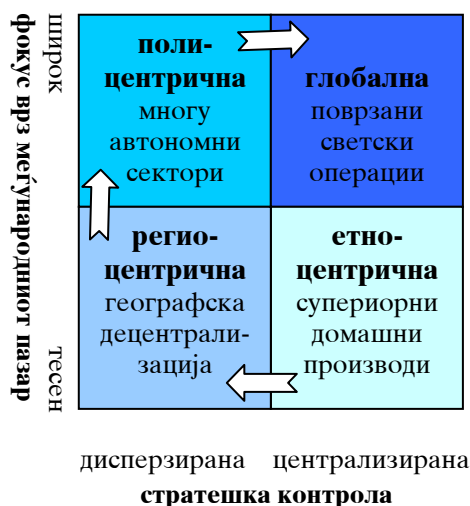 фокус врз меѓународниот пазар
широк
тесен
поли-
центрична
многу
автономни
сектори
глобална
поврзани
светски
операции
регио-
центрична
географска
децентрали-
зација
етно-
центрична
супериорни
домашни
производи
дисперзирана
централизирана
стратешка контрола